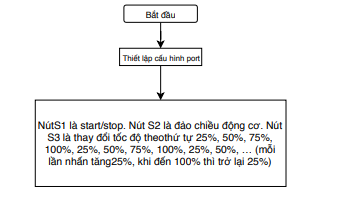 Bắt đầu
Thiết lập cấu hình port
NútS1 là start/stop. Nút S2 là đảo chiều động cơ. Nút
S3 là thay đổi tốc độ theothứ tự 25%, 50%, 75%,
100%, 25%, 50%, 75%, 100%, 25%, 50%, ... (mỗi
lần nhấn tăng25%, khi đến 100% thì trở lại 25%)